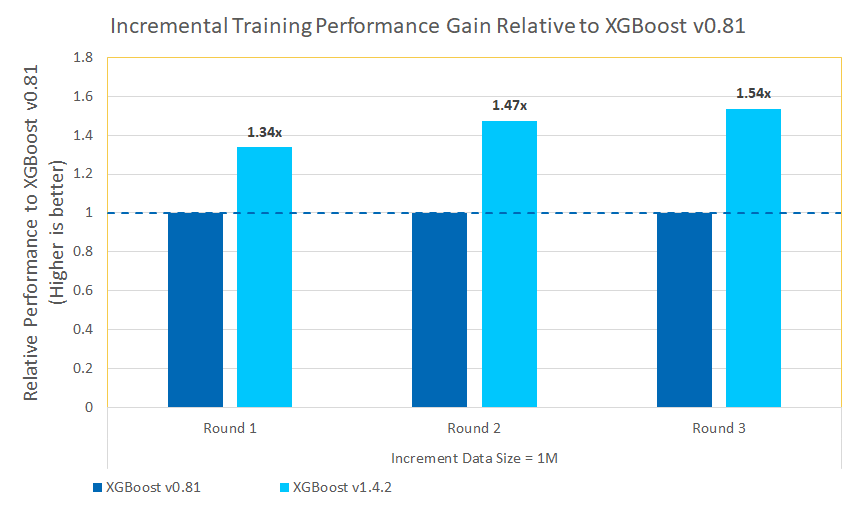 Incremental Training Performance Gain Relative to XGBoost v0.81
Relative Performance to XGBoost v0.81
(Higher is better)
1.8
1.6
1.4
1.2
1
0.8
0.6
0.4
0.2
0
1.34x
1.47x
1.54x
Round 1
Round 2
Round 3
Increment Data Size = 1M
XGBoost v0.81
XGBoost v1.4.2